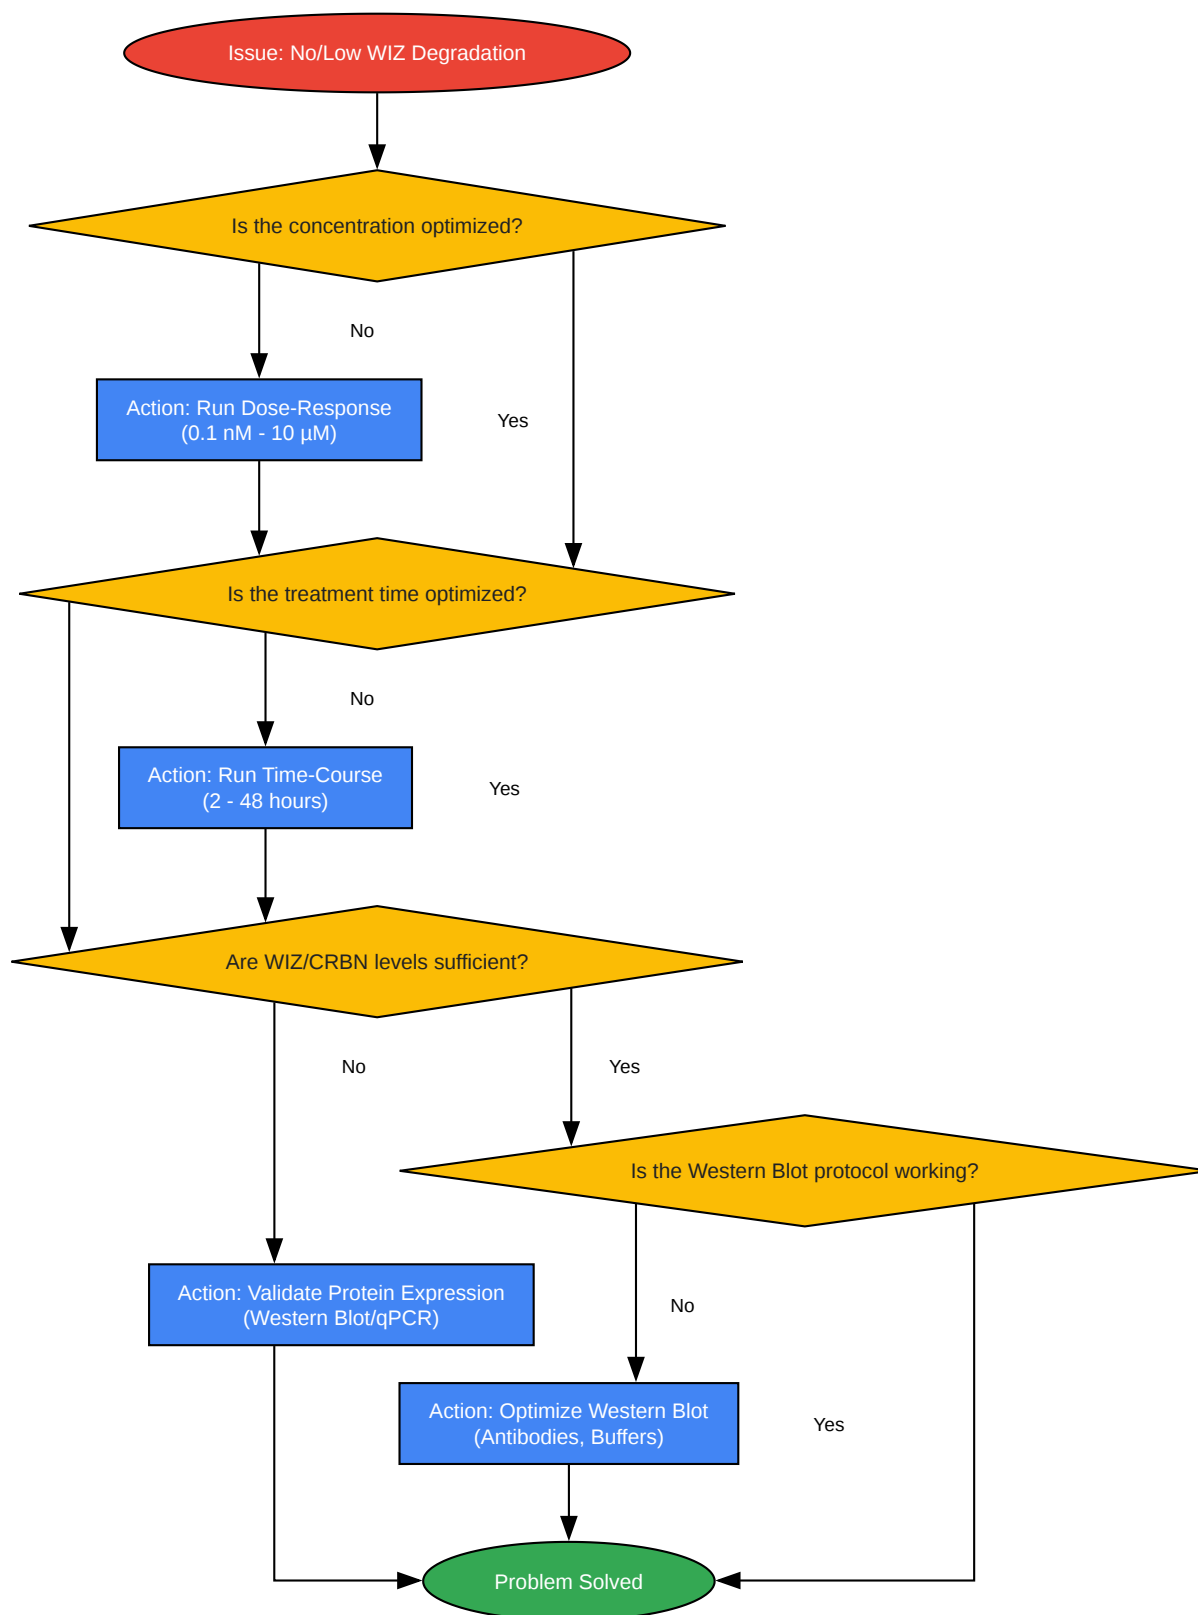 Issue: No/Low WIZ Degradation
Is the concentration optimized?
No
Action: Run Dose-Response
(0.1 nM - 10 µM)
Yes
Is the treatment time optimized?
No
Action: Run Time-Course
(2 - 48 hours)
Yes
Are WIZ/CRBN levels sufficient?
No
Yes
Is the Western Blot protocol working?
Action: Validate Protein Expression
(Western Blot/qPCR)
No
Action: Optimize Western Blot
(Antibodies, Buffers)
Yes
Problem Solved